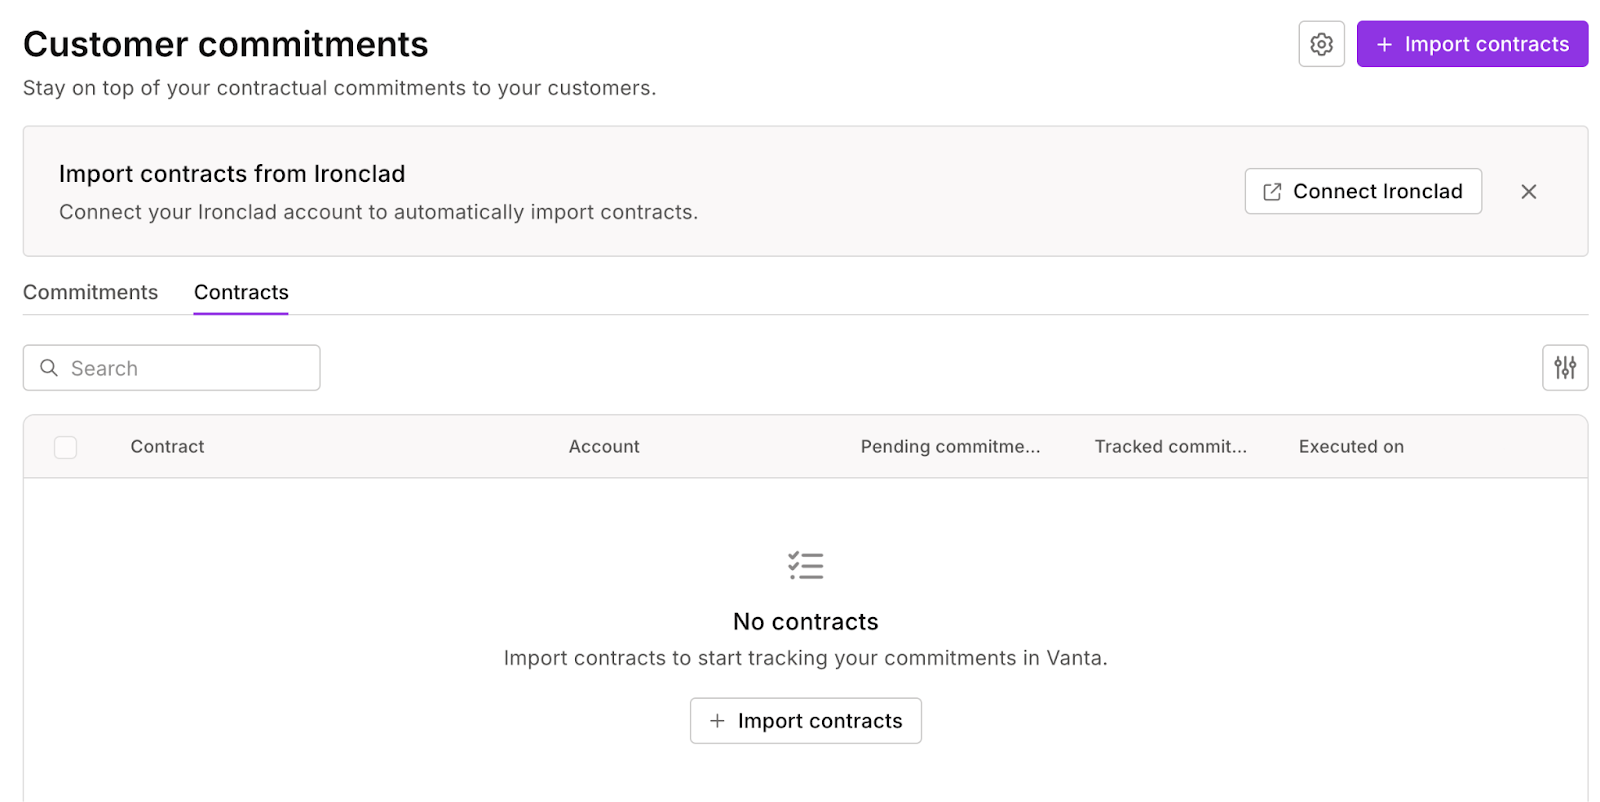 Customer commitments
Import contracts
Stay on top of your contractual commitments to your customers.
Import contracts from Ironclad
Connect your Ironclad account to automatically import contracts.
Connect Ironclad
Commitments
Contracts
Search
Contract
Account
Pending commitme...
Tracked commit...
Executed on
No contracts
Import contracts to start tracking your commitments in Vanta.
Import contracts